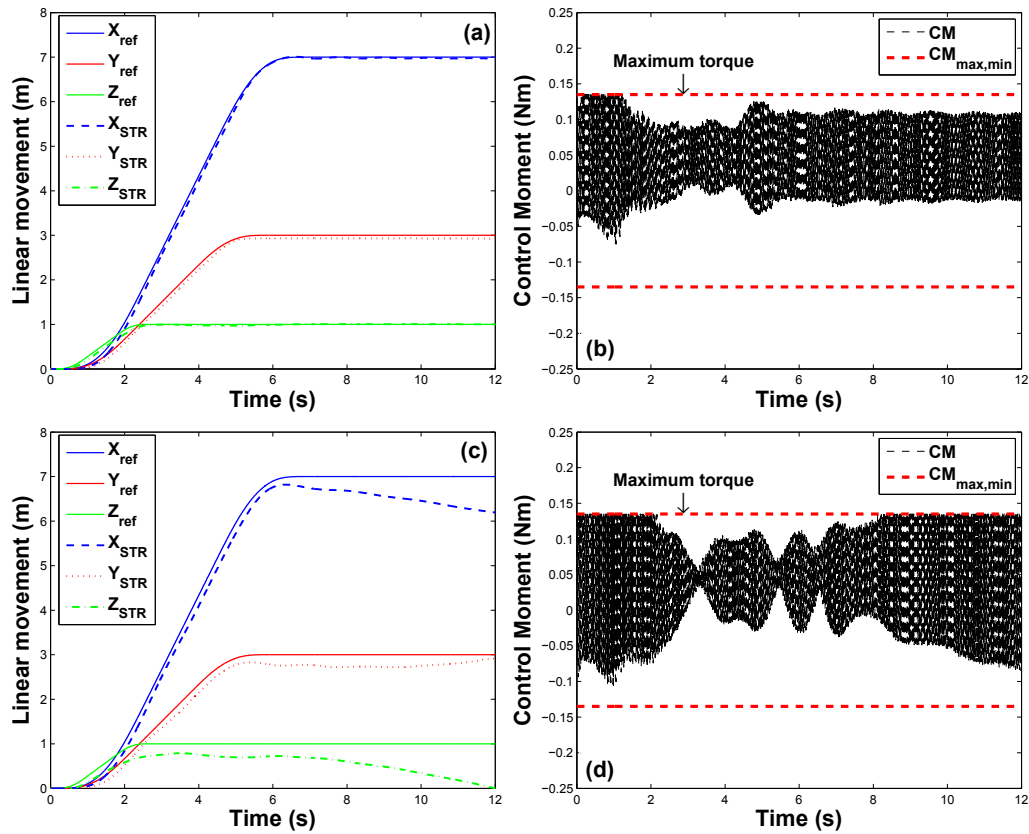 8
7
6
5
4
3
2
1
0
Linear movement (m)
X_ref
Y_ref
Z_ref
X_STR
Y_STR
Z_STR
(a)
0 2 4 6 8 10 12
Time (s)
0.25
0.2
0.15
0.1
0.05
0
−0.05
−0.1
−0.15
−0.2
−0.25
Control Moment (Nm)
Maximum torque
CM
CM_max,min
(b)
0 2 4 6 8 10 12
Time (s)
8
7
6
5
4
3
2
1
0
Linear movement (m)
X_ref
Y_ref
Z_ref
X_STR
Y_STR
Z_STR
(c)
0 2 4 6 8 10 12
Time (s)
0.25
0.2
0.15
0.1
0.05
0
−0.05
−0.1
−0.15
−0.2
−0.25
Control Moment (Nm)
Maximum torque
CM
CM_max,min
(d)
0 2 4 6 8 10 12
Time (s)